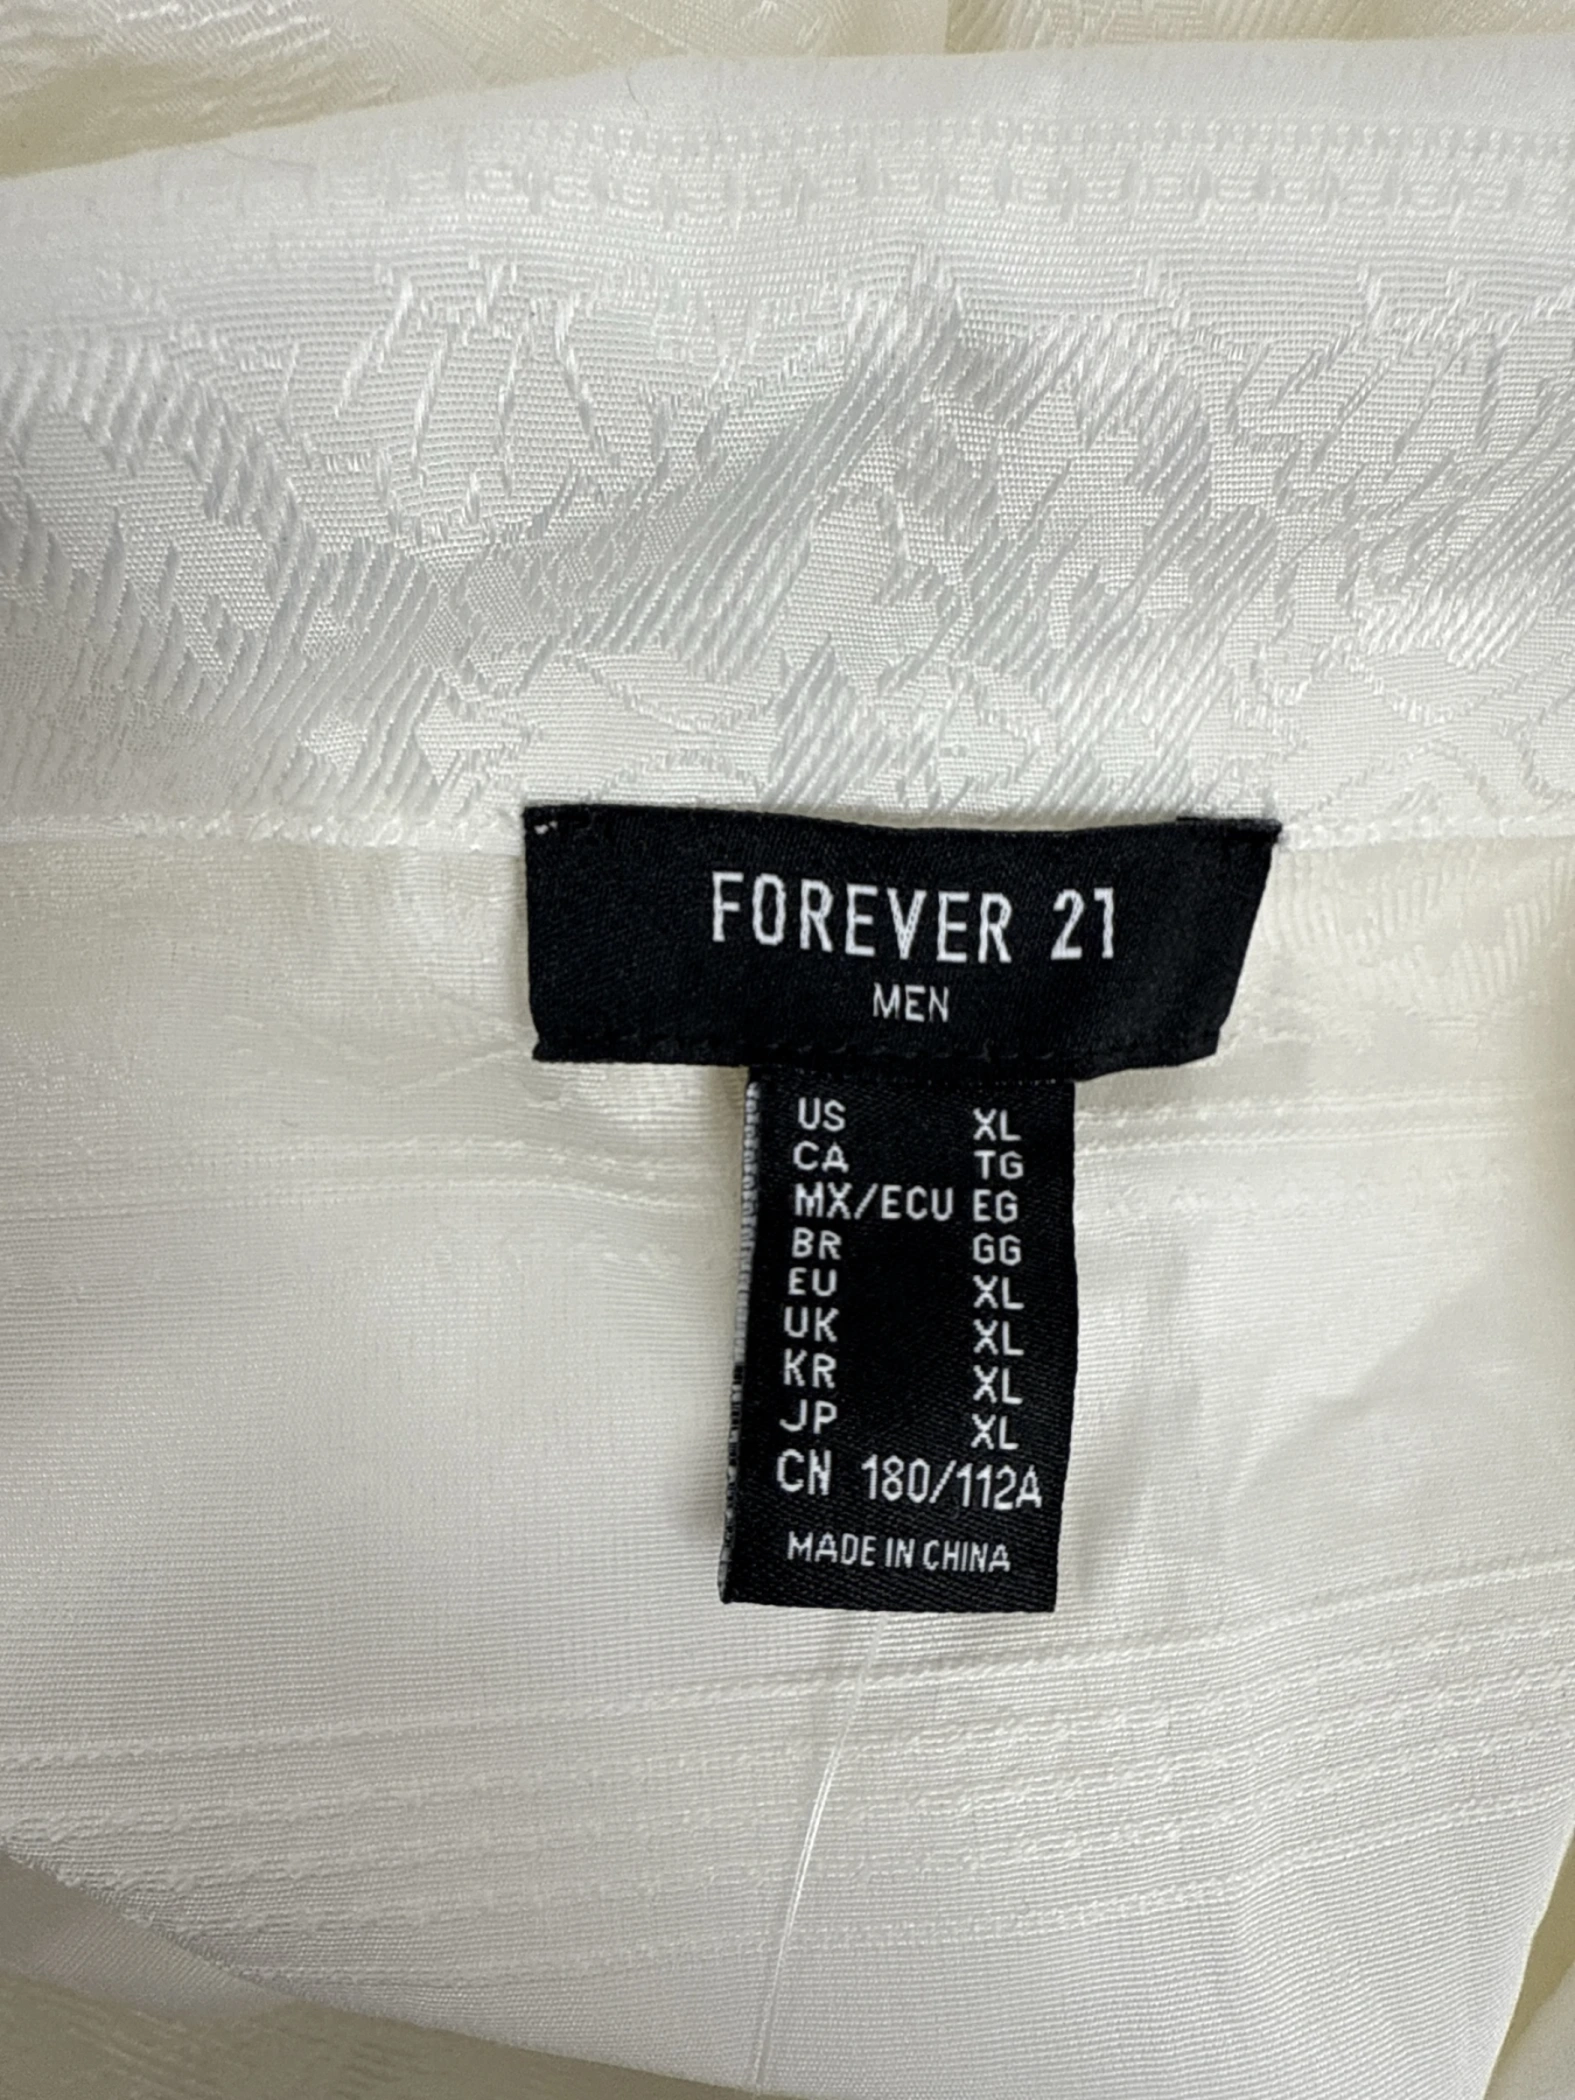 FOREVER 21
MEN
US XL
CA TG
MX/ECU EG
BR GG
EU XL
UK XL
KR XL
JP XL
CN 180/112A
MADE IN CHINA